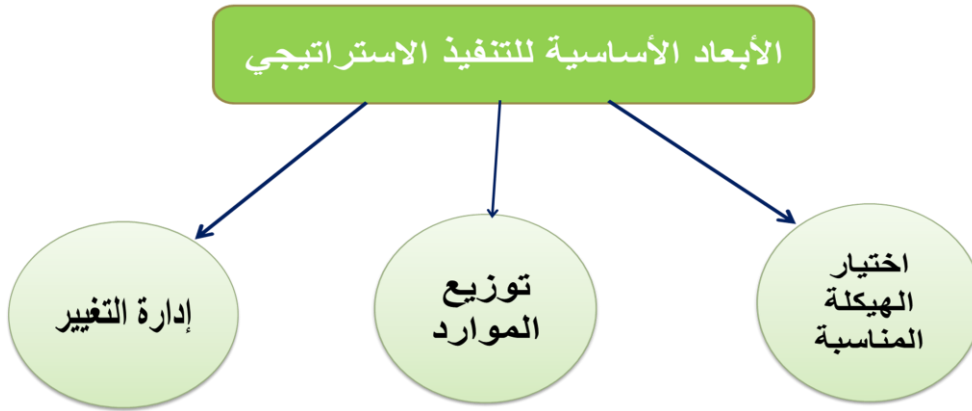 الأبعاد الأساسية للتنفيذ الاستراتيجي
اختيار
الهيكلة
المناسبة
توزيع
الموارد
إدارة التغيير